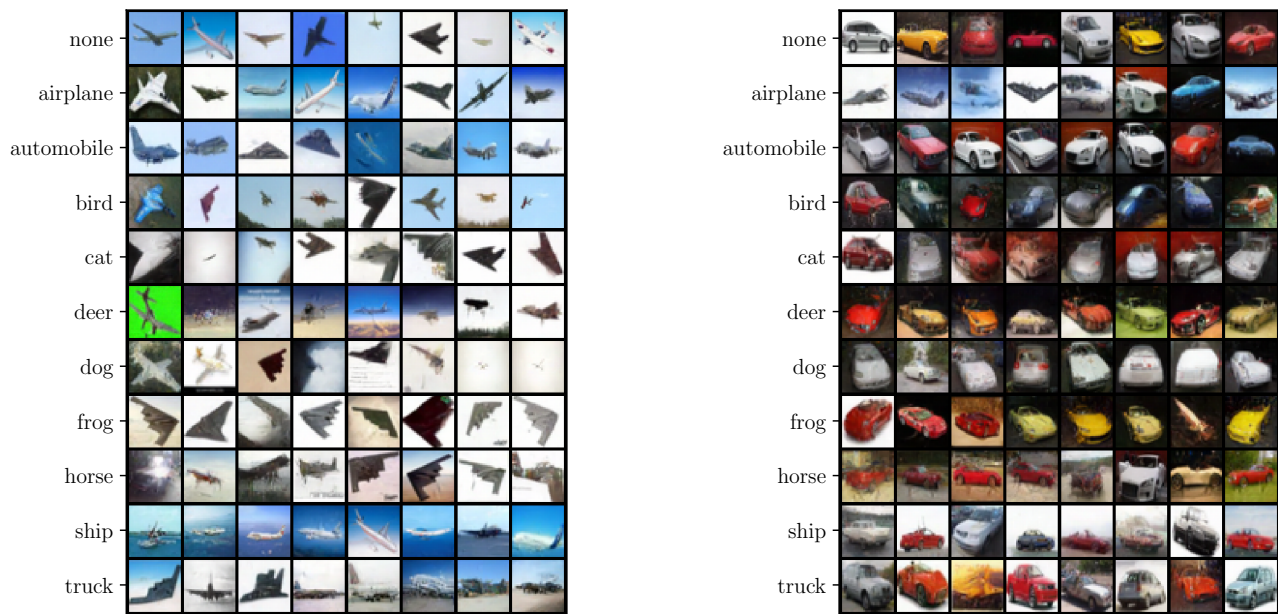 none
airplane
automobile
bird
cat
deer
dog
frog
horse
ship
truck
none
airplane
automobile
bird
cat
deer
dog
frog
horse
ship
truck